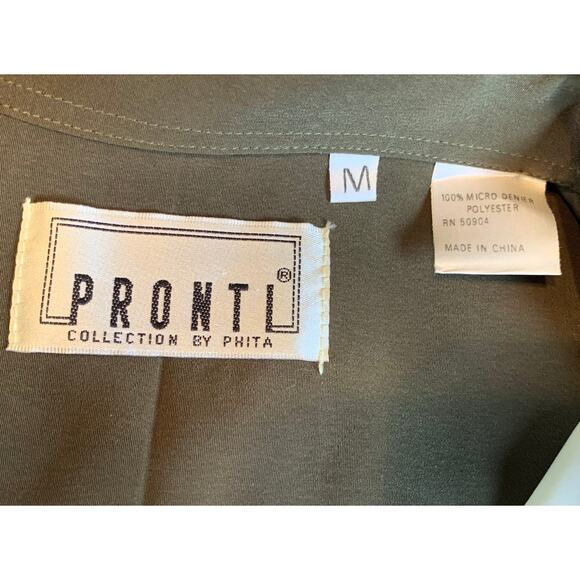 M
100% MICRO DENIER
POLYESTER
RN 50904
MADE IN CHINA
PRONTI®
COLLECTION BY PHITA